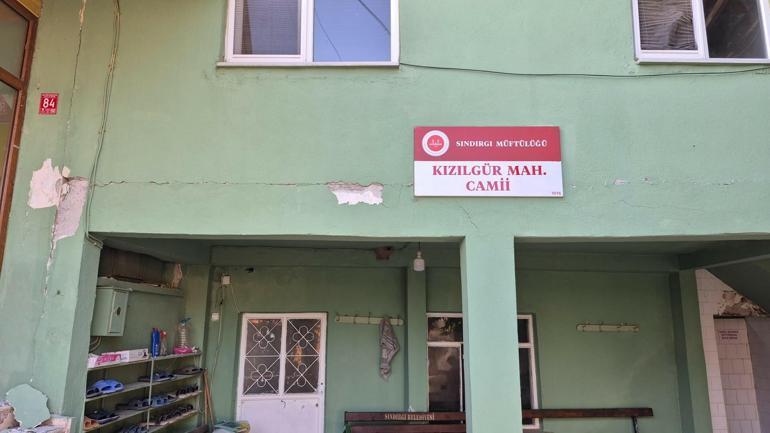 84
SINDIRGI MÜFTÜLÜĞÜ
KIZILGÜR MAH.
CAMİİ
SINDIRGI BELEDİYESİ